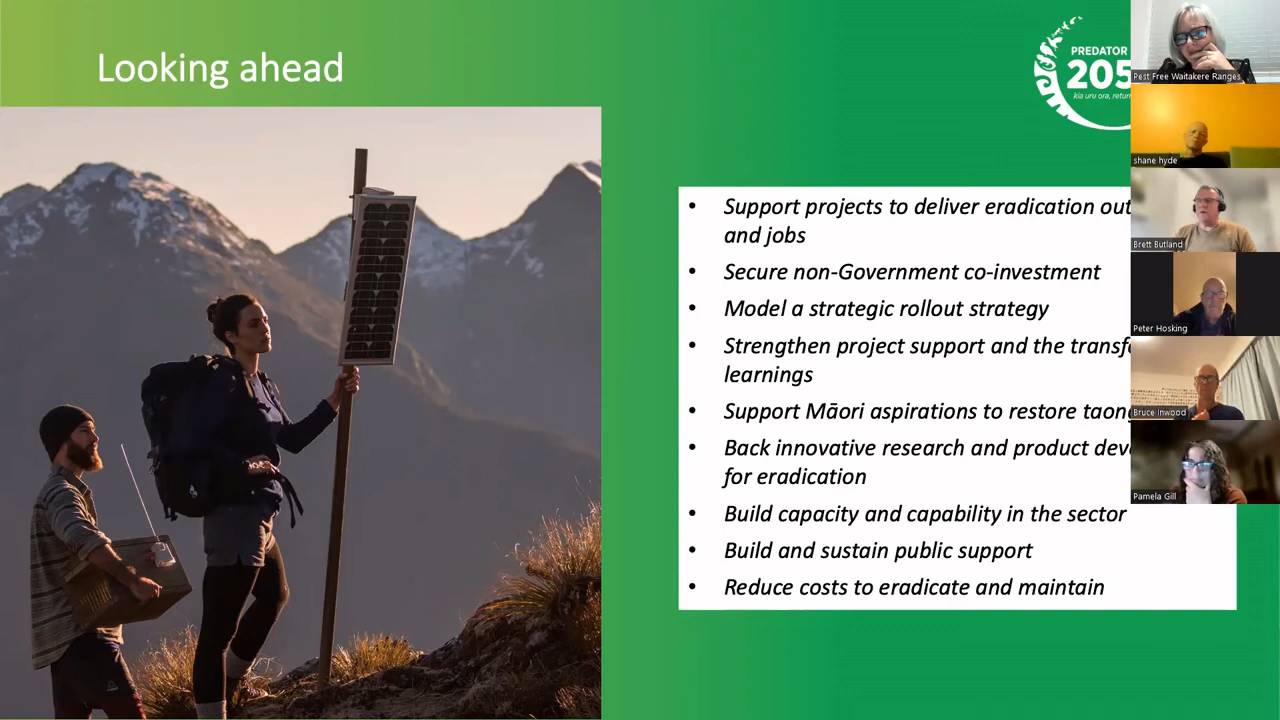 Looking ahead
PREDATOR
205
kia uru ora, return
• Support projects to deliver eradication out
and jobs
• Secure non-Government co-investment
• Model a strategic rollout strategy
• Strengthen project support and the transf
learnings
• Support Māori aspirations to restore taon
• Back innovative research and product dev
for eradication
• Build capacity and capability in the sector
• Build and sustain public support
• Reduce costs to eradicate and maintain
Pest Free Waitakere Ranges
shane hyde
Brett Butland
Peter Hosking
Bruce Inwood
Pamela Gill